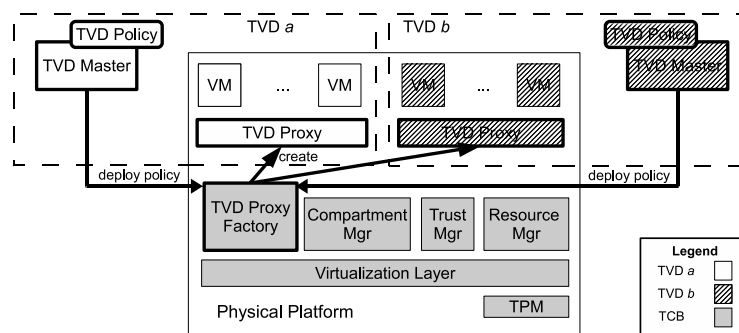 TVD Policy
TVD Master
TVD a
TVD b
TVD Policy
TVD Master
VM
...
VM
VM
...
VM
TVD Proxy
TVD Proxy
create
deploy policy
deploy policy
TVD Proxy
Factory
Compartment
Mgr
Trust
Mgr
Resource
Mgr
Virtualization Layer
Physical Platform
TPM
Legend
TVD a
TVD b
TCB